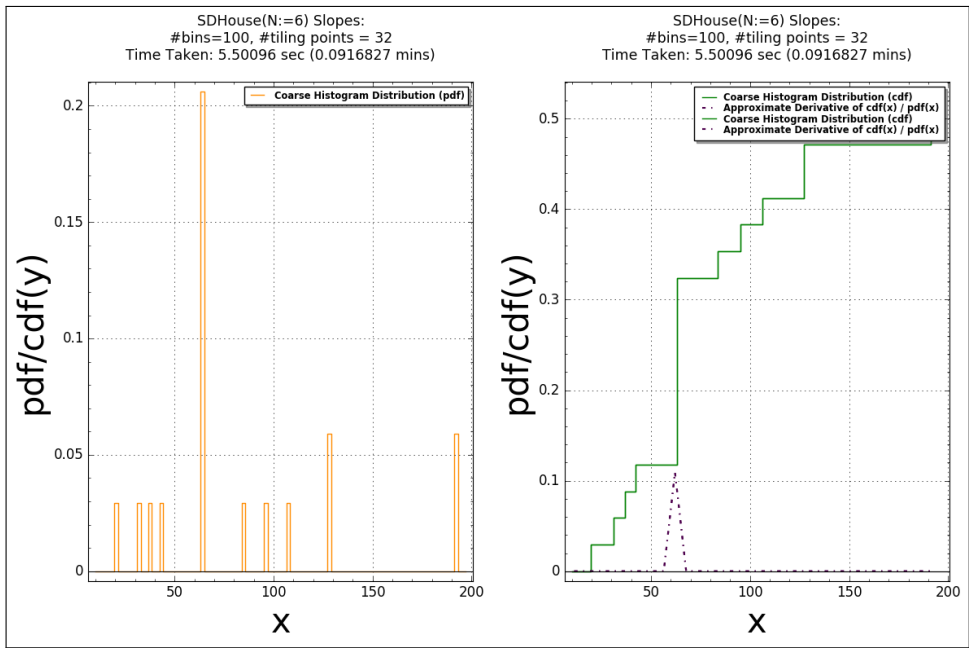 SDHouse(N:=6) Slopes:
#bins=100, #tiling points = 32
Time Taken: 5.50096 sec (0.0916827 mins)
Coarse Histogram Distribution (pdf)
0.2
0.15
0.1
0.05
0
50
100
150
200
pdf/cdf(y)
x
SDHouse(N:=6) Slopes:
#bins=100, #tiling points = 32
Time Taken: 5.50096 sec (0.0916827 mins)
Coarse Histogram Distribution (cdf)
Approximate Derivative of cdf(x) / pdf(x)
Coarse Histogram Distribution (cdf)
Approximate Derivative of cdf(x) / pdf(x)
0.5
0.4
0.3
0.2
0.1
0
50
100
150
200
pdf/cdf(y)
x